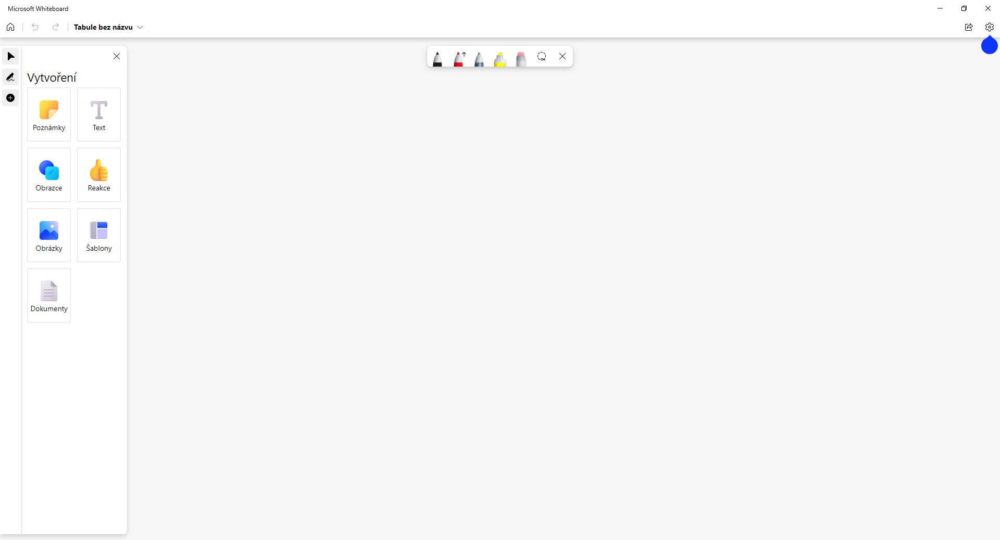 Microsoft Whiteboard
Tabule bez názvu
Vytvoření
Poznámky
Text
Obrazce
Reakce
Obrázky
Šablony
Dokumenty